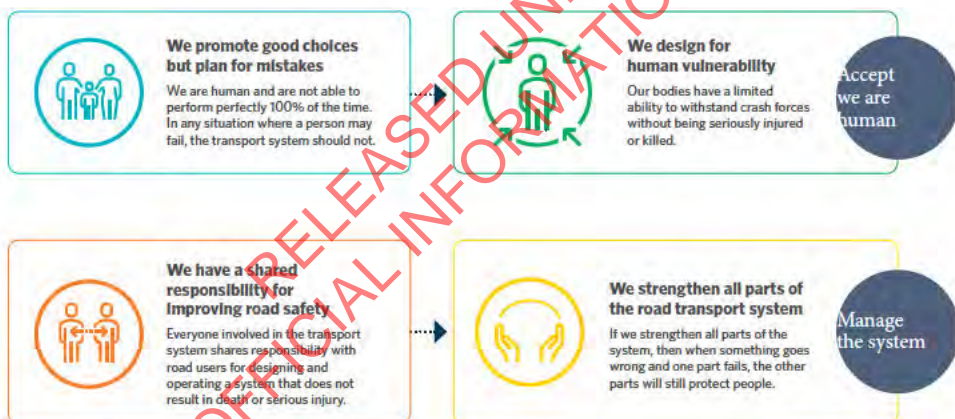 We promote good choices
but plan for mistakes
We are human and are not able to
perform perfectly 100% of the time.
In any situation where a person may
fail, the transport system should not.
We design for
human vulnerability
Our bodies have a limited
ability to withstand crash forces
without being seriously injured
or killed.
Accept
we are
human
We have a shared
responsibility for
improving road safety
Everyone involved in the transport
system shares responsibility with
road users for designing and
operating a system that does not
result in death or serious injury.
We strengthen all parts of
the road transport system
If we strengthen all parts of the
system, then when something goes
wrong and one part fails, the other
parts will still protect people.
Manage
the system
RELEASED
OFFICIAL INFORMATIO